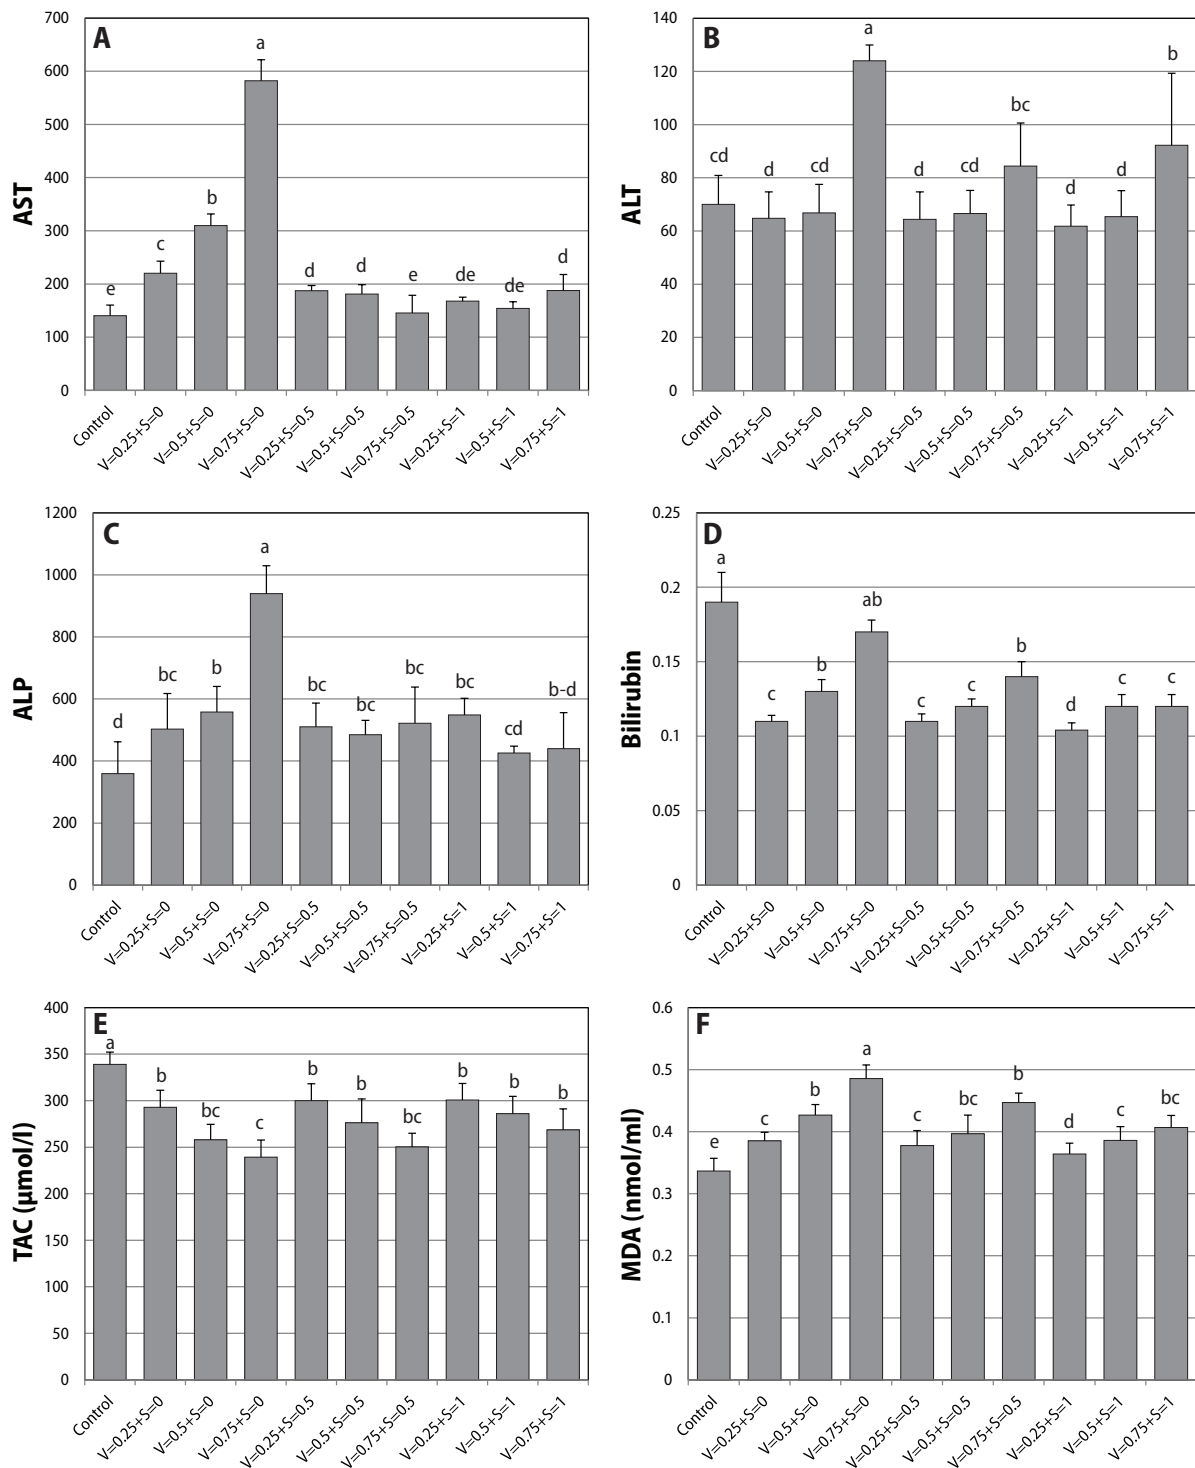 A
AST
700
600
500
400
300
200
100
0
e
c
b
a
d
d
e
de
de
d
Control
V=0.25+S=0
V=0.5+S=0
V=0.75+S=0
V=0.25+S=0.5
V=0.5+S=0.5
V=0.75+S=0.5
V=0.25+S=1
V=0.5+S=1
V=0.75+S=1
B
ALT
140
120
100
80
60
40
20
0
cd
d
cd
a
d
cd
bc
d
d
b
Control
V=0.25+S=0
V=0.5+S=0
V=0.75+S=0
V=0.25+S=0.5
V=0.5+S=0.5
V=0.75+S=0.5
V=0.25+S=1
V=0.5+S=1
V=0.75+S=1
C
ALP
1200
1000
800
600
400
200
0
d
bc
b
a
bc
bc
bc
bc
cd
b-d
Control
V=0.25+S=0
V=0.5+S=0
V=0.75+S=0
V=0.25+S=0.5
V=0.5+S=0.5
V=0.75+S=0.5
V=0.25+S=1
V=0.5+S=1
V=0.75+S=1
D
Bilirubin
0.25
0.2
0.15
0.1
0.05
0
a
c
b
ab
c
c
b
d
c
c
Control
V=0.25+S=0
V=0.5+S=0
V=0.75+S=0
V=0.25+S=0.5
V=0.5+S=0.5
V=0.75+S=0.5
V=0.25+S=1
V=0.5+S=1
V=0.75+S=1
E
TAC (μmol/l)
400
350
300
250
200
150
100
50
0
a
b
bc
c
b
b
bc
b
b
b
Control
V=0.25+S=0
V=0.5+S=0
V=0.75+S=0
V=0.25+S=0.5
V=0.5+S=0.5
V=0.75+S=0.5
V=0.25+S=1
V=0.5+S=1
V=0.75+S=1
F
MDA (nmol/ml)
0.6
0.5
0.4
0.3
0.2
0.1
0
e
c
b
a
c
bc
b
d
c
bc
Control
V=0.25+S=0
V=0.5+S=0
V=0.75+S=0
V=0.25+S=0.5
V=0.5+S=0.5
V=0.75+S=0.5
V=0.25+S=1
V=0.5+S=1
V=0.75+S=1